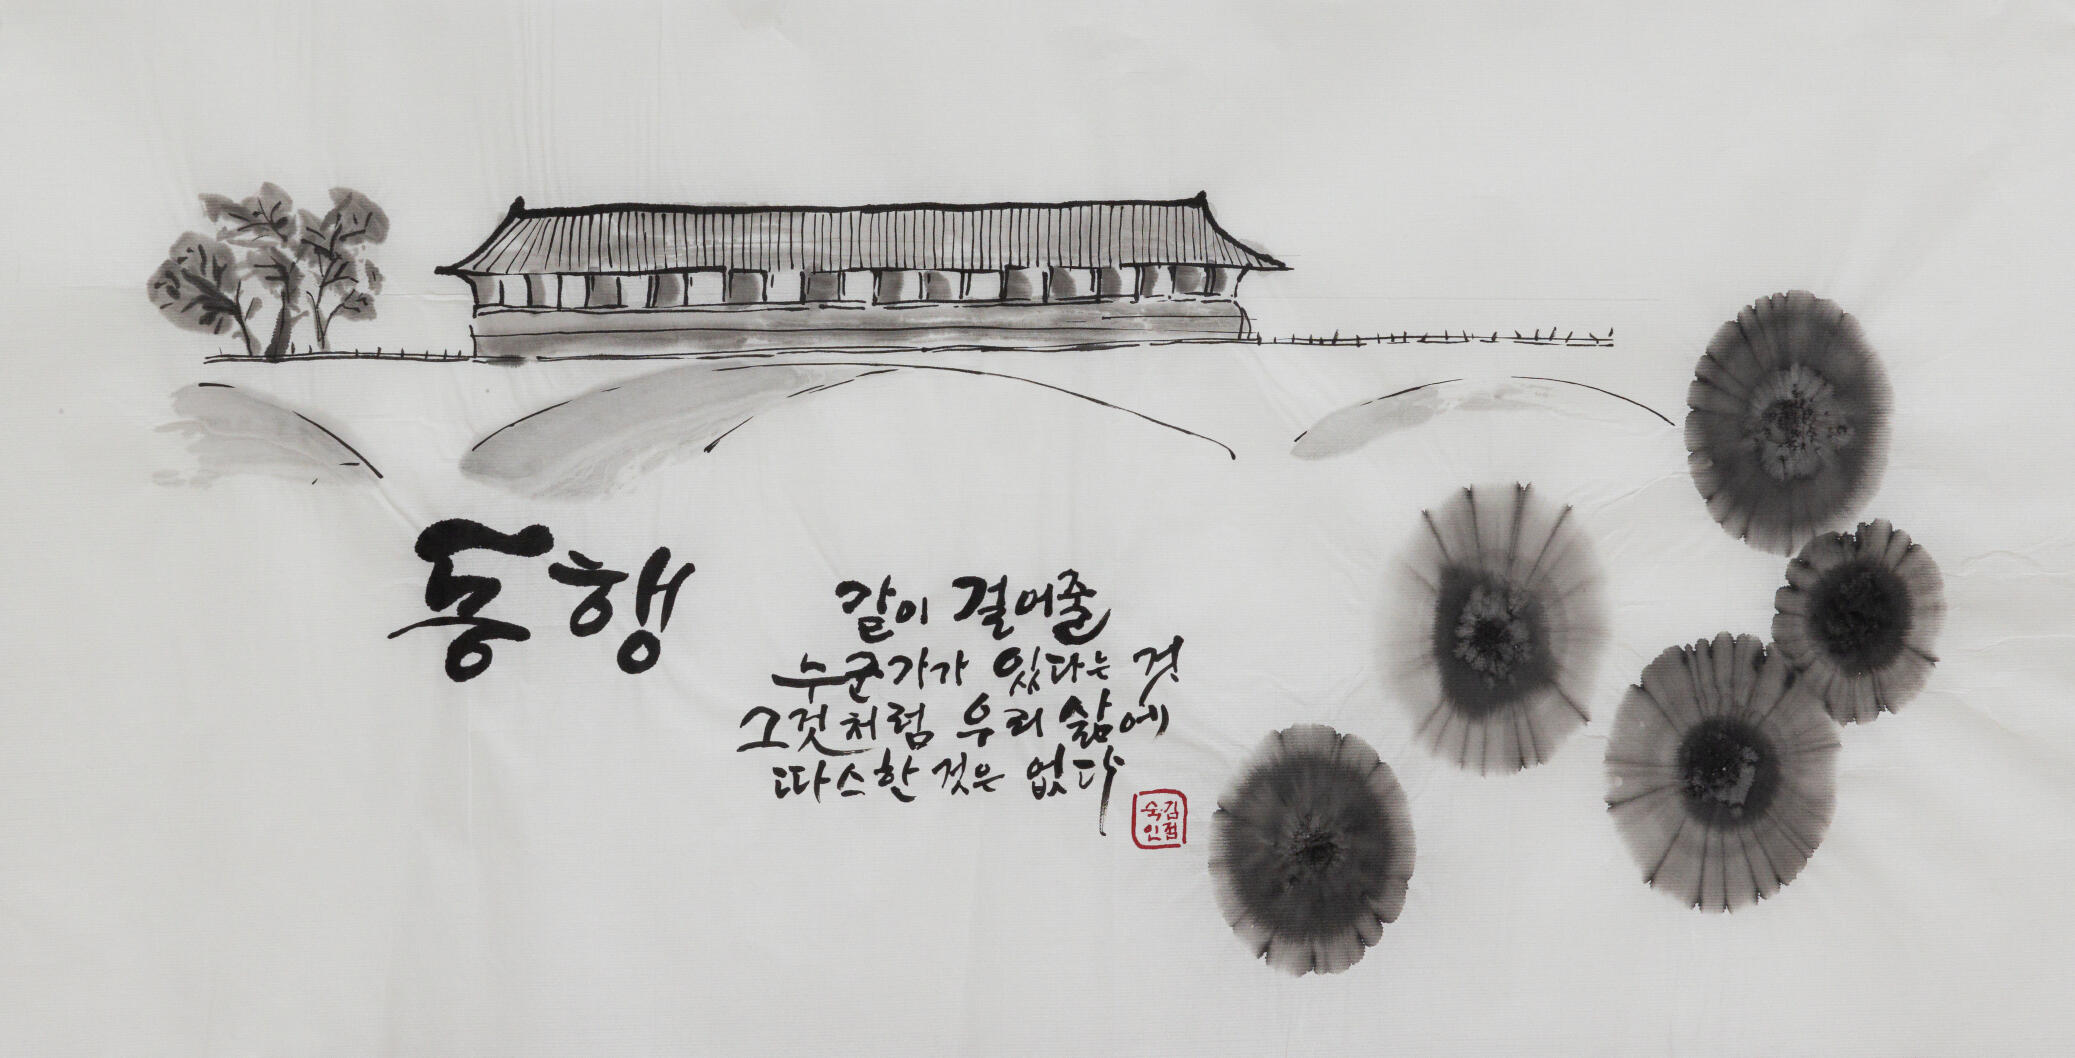 동행
같이 걸어줄
누군가가 있다는 것
그것처럼 우리 삶에
따스한 것은 없다
김점
숙인